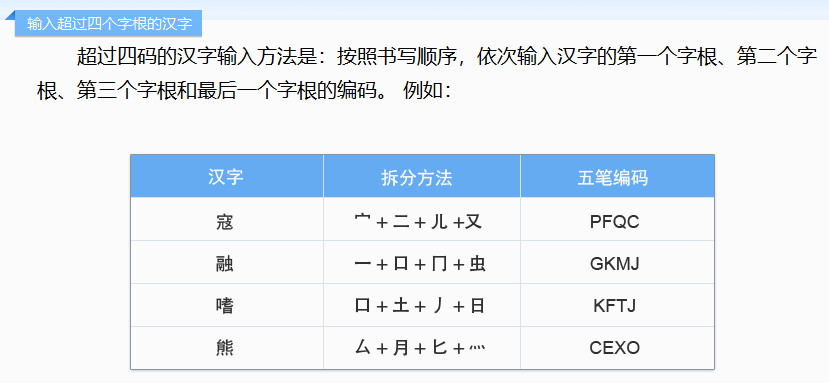 输入超过四个字根的汉字
超过四码的汉字输入方法是：按照书写顺序，依次输入汉字的第一个字根、第二个字
根、第三个字根和最后一个字根的编码。 例如：
汉字 拆分方法 五笔编码
寇 宀 + 二 + 儿 +又 PFQC
融 一 + 口 + 冂 + 虫 GKMJ
嗜 口 + 土 + 丿 + 日 KFTJ
熊 厶 + 月 + 匕 + 灬 CEXO